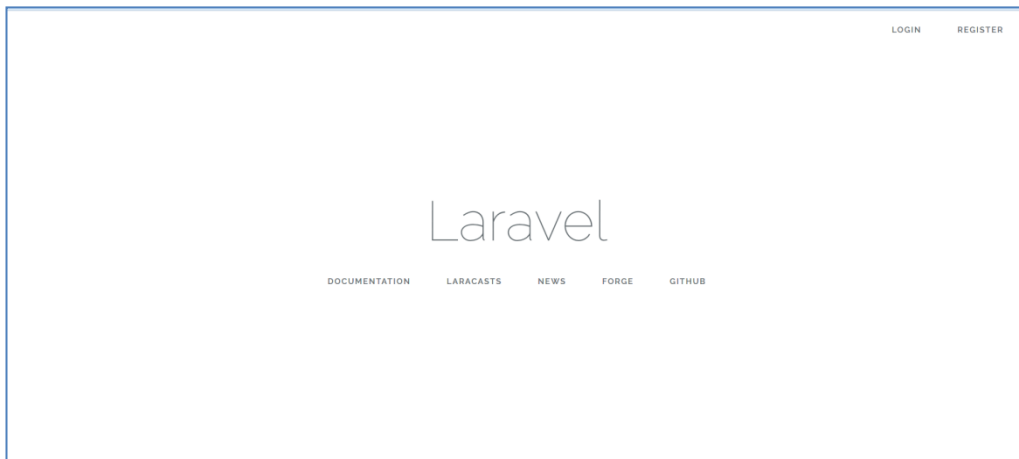 LOGIN REGISTER
Laravel
DOCUMENTATION LARACASTS NEWS FORGE GITHUB